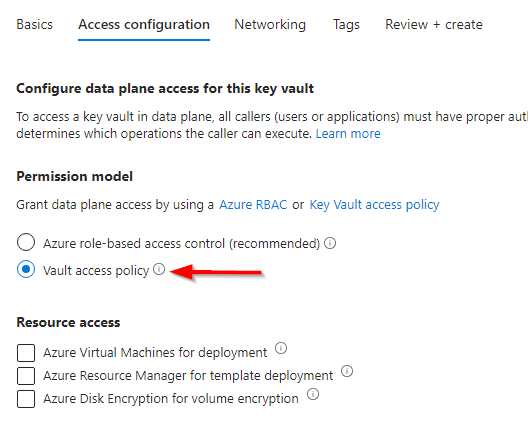 Basics Access configuration Networking Tags Review + create
Configure data plane access for this key vault
To access a key vault in data plane, all callers (users or applications) must have proper
determines which operations the caller can execute. Learn more
Permission model
Grant data plane access by using a Azure RBAC or Key Vault access policy
Azure role-based access control (recommended)
Vault access policy
Resource access
Azure Virtual Machines for deployment
Azure Resource Manager for template deployment
Azure Disk Encryption for volume encryption